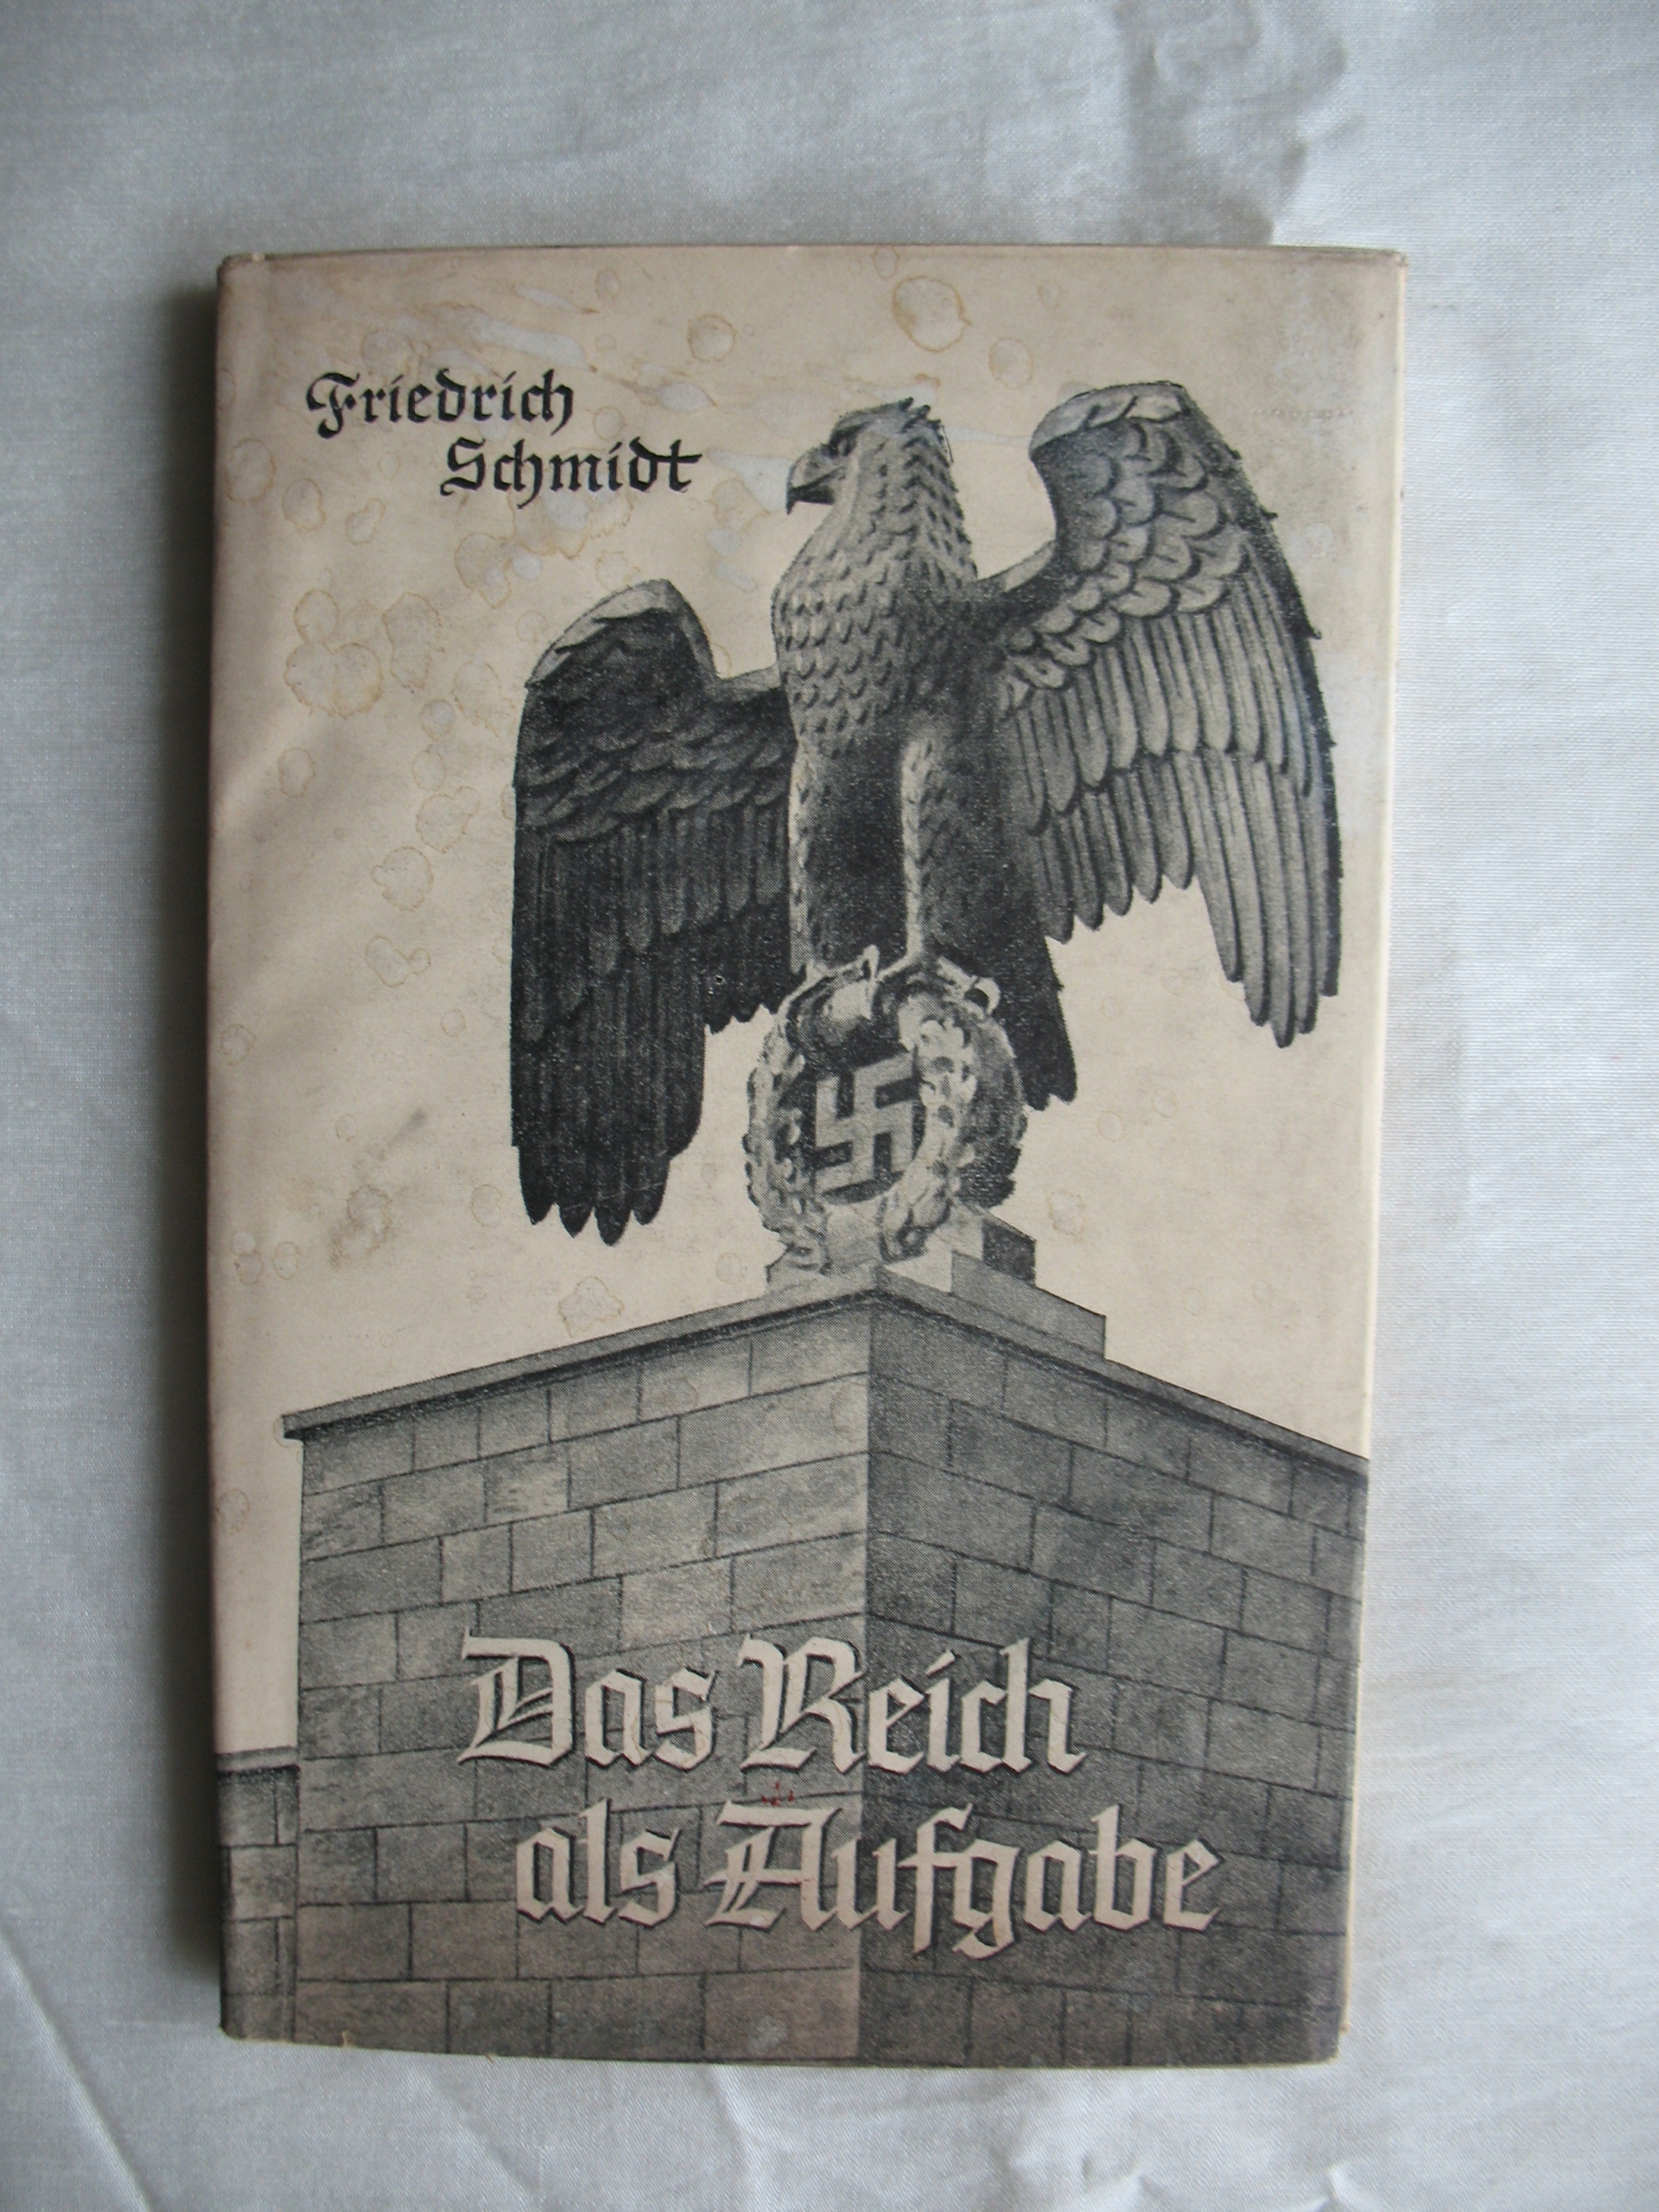 Friedrich
Schmidt
Das Reich
als Aufgabe